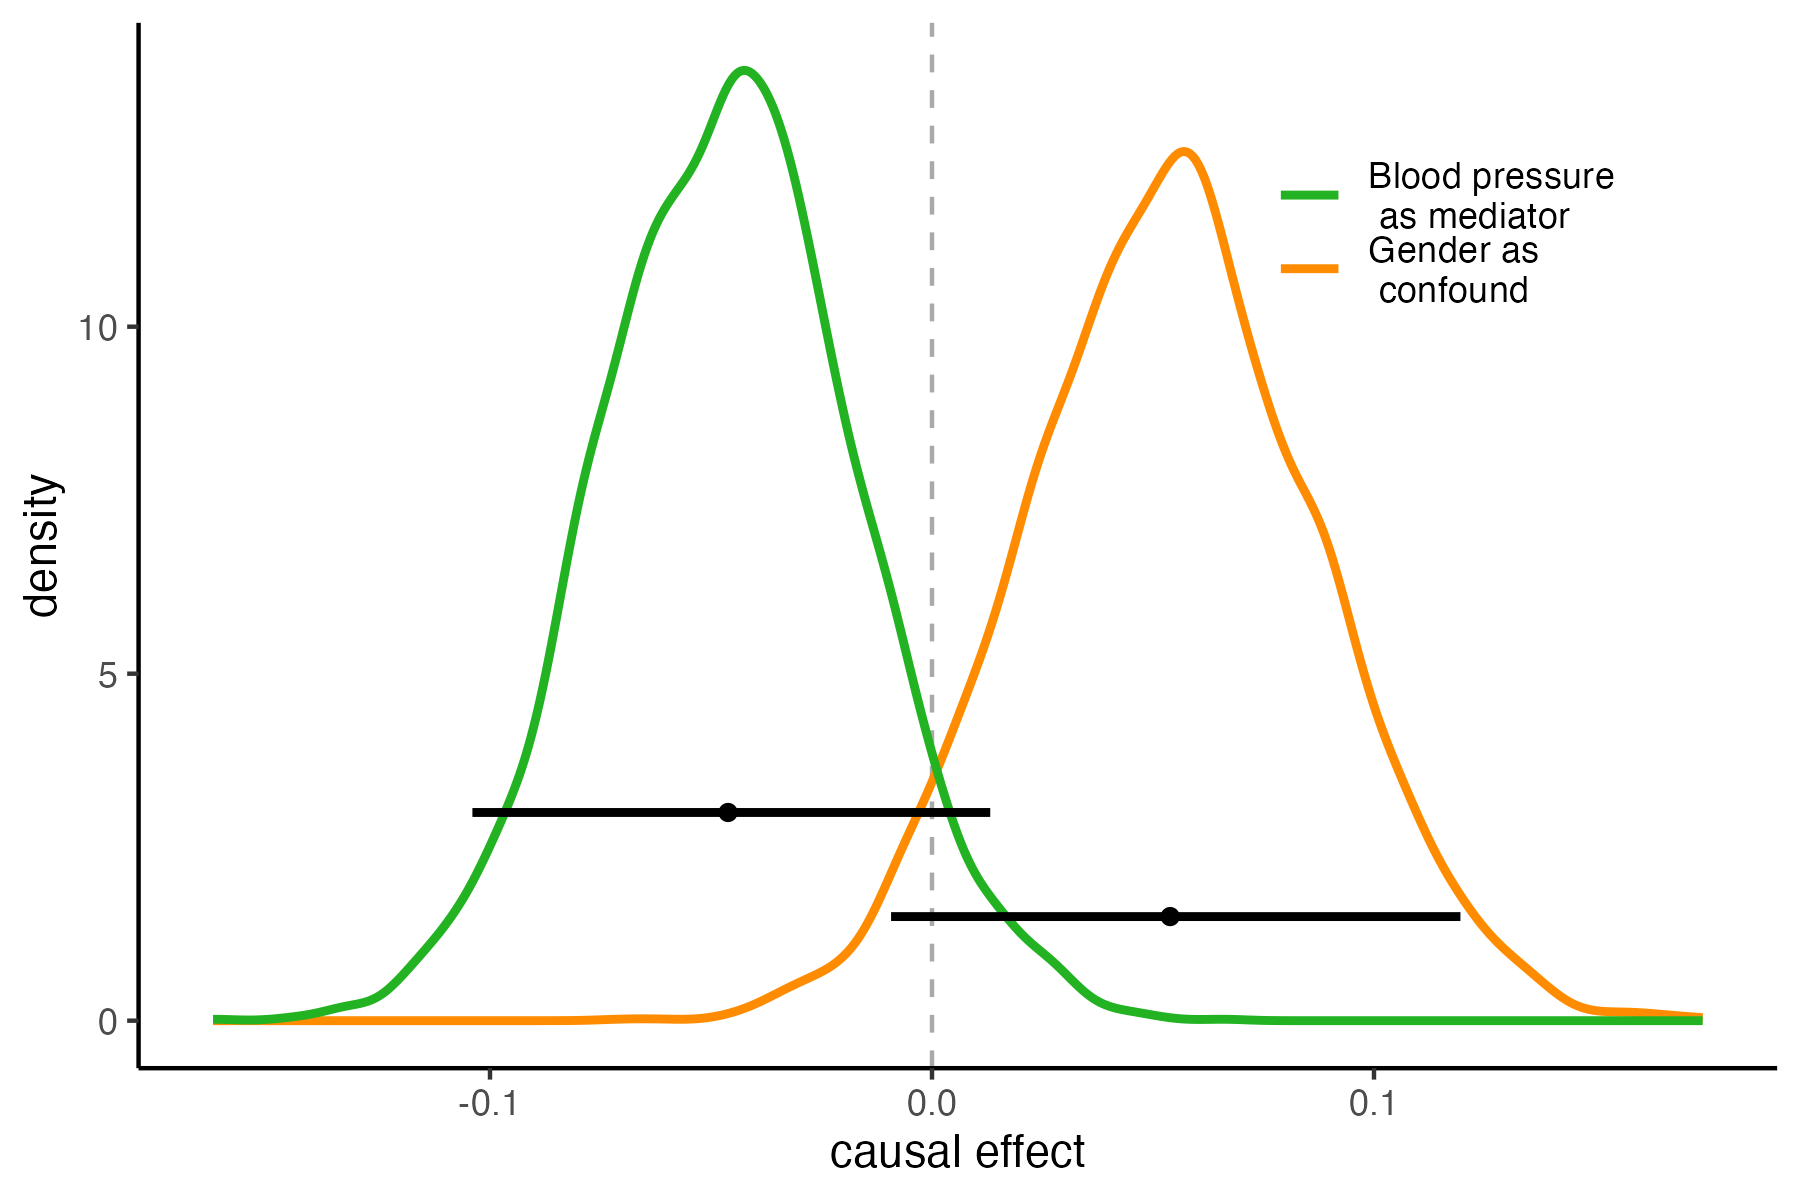 Blood pressure
as mediator
Gender as
confound
10
5
0
density
-0.1
0.0
0.1
causal effect